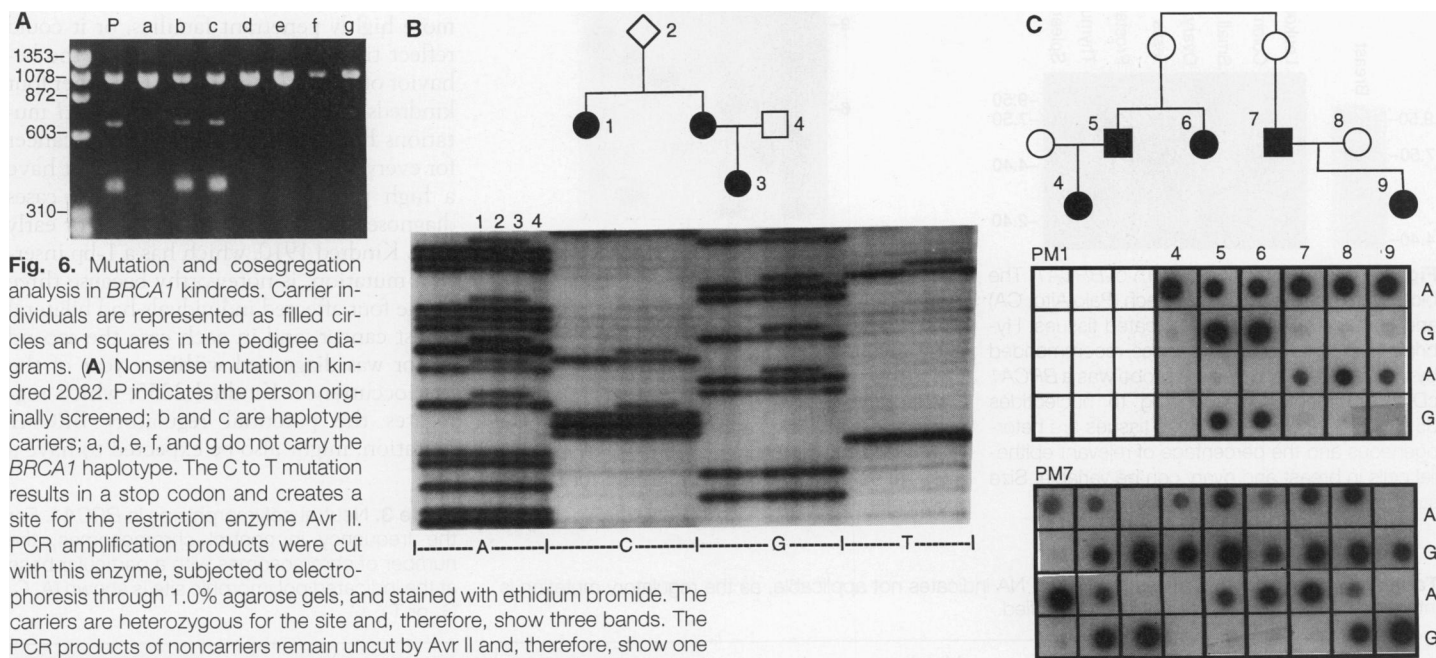 A
P a b c d e f g
1353–
1078–
872–
603–
310–
B
2
1
4
3
1 2 3 4
A C G T
C
5 6 7 8
4 9
PM1
4 5 6 7 8 9
A
G
A
G
PM7
A
G
A
G
Fig. 6. Mutation and cosegregation
analysis in BRCA1 kindreds. Carrier in-
dividuals are represented as filled cir-
cles and squares in the pedigree dia-
grams. (A) Nonsense mutation in kin-
dred 2082. P indicates the person orig-
inally screened; b and c are haplotype
carriers; a, d, e, f, and g do not carry the
BRCA1 haplotype. The C to T mutation
results in a stop codon and creates a
site for the restriction enzyme Avr II.
PCR amplification products were cut
with this enzyme, subjected to electro-
phoresis through 1.0% agarose gels, and stained with ethidium bromide. The
carriers are heterozygous for the site and, therefore, show three bands. The
PCR products of noncarriers remain uncut by Avr II and, therefore, show one